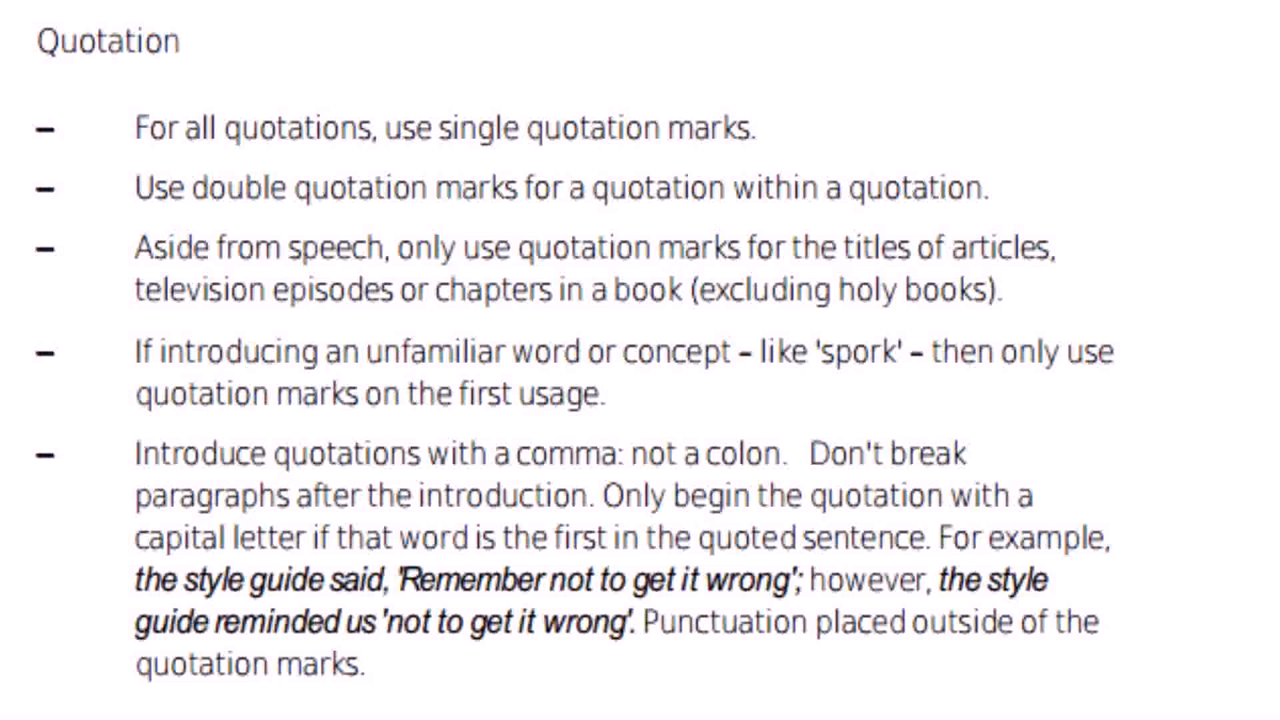 Quotation
– For all quotations, use single quotation marks.
– Use double quotation marks for a quotation within a quotation.
– Aside from speech, only use quotation marks for the titles of articles,
television episodes or chapters in a book (excluding holy books).
– If introducing an unfamiliar word or concept – like 'spork' – then only use
quotation marks on the first usage.
– Introduce quotations with a comma: not a colon.   Don't break
paragraphs after the introduction. Only begin the quotation with a
capital letter if that word is the first in the quoted sentence. For example,
the style guide said, 'Remember not to get it wrong'; however, the style
guide reminded us 'not to get it wrong'. Punctuation placed outside of the
quotation marks.